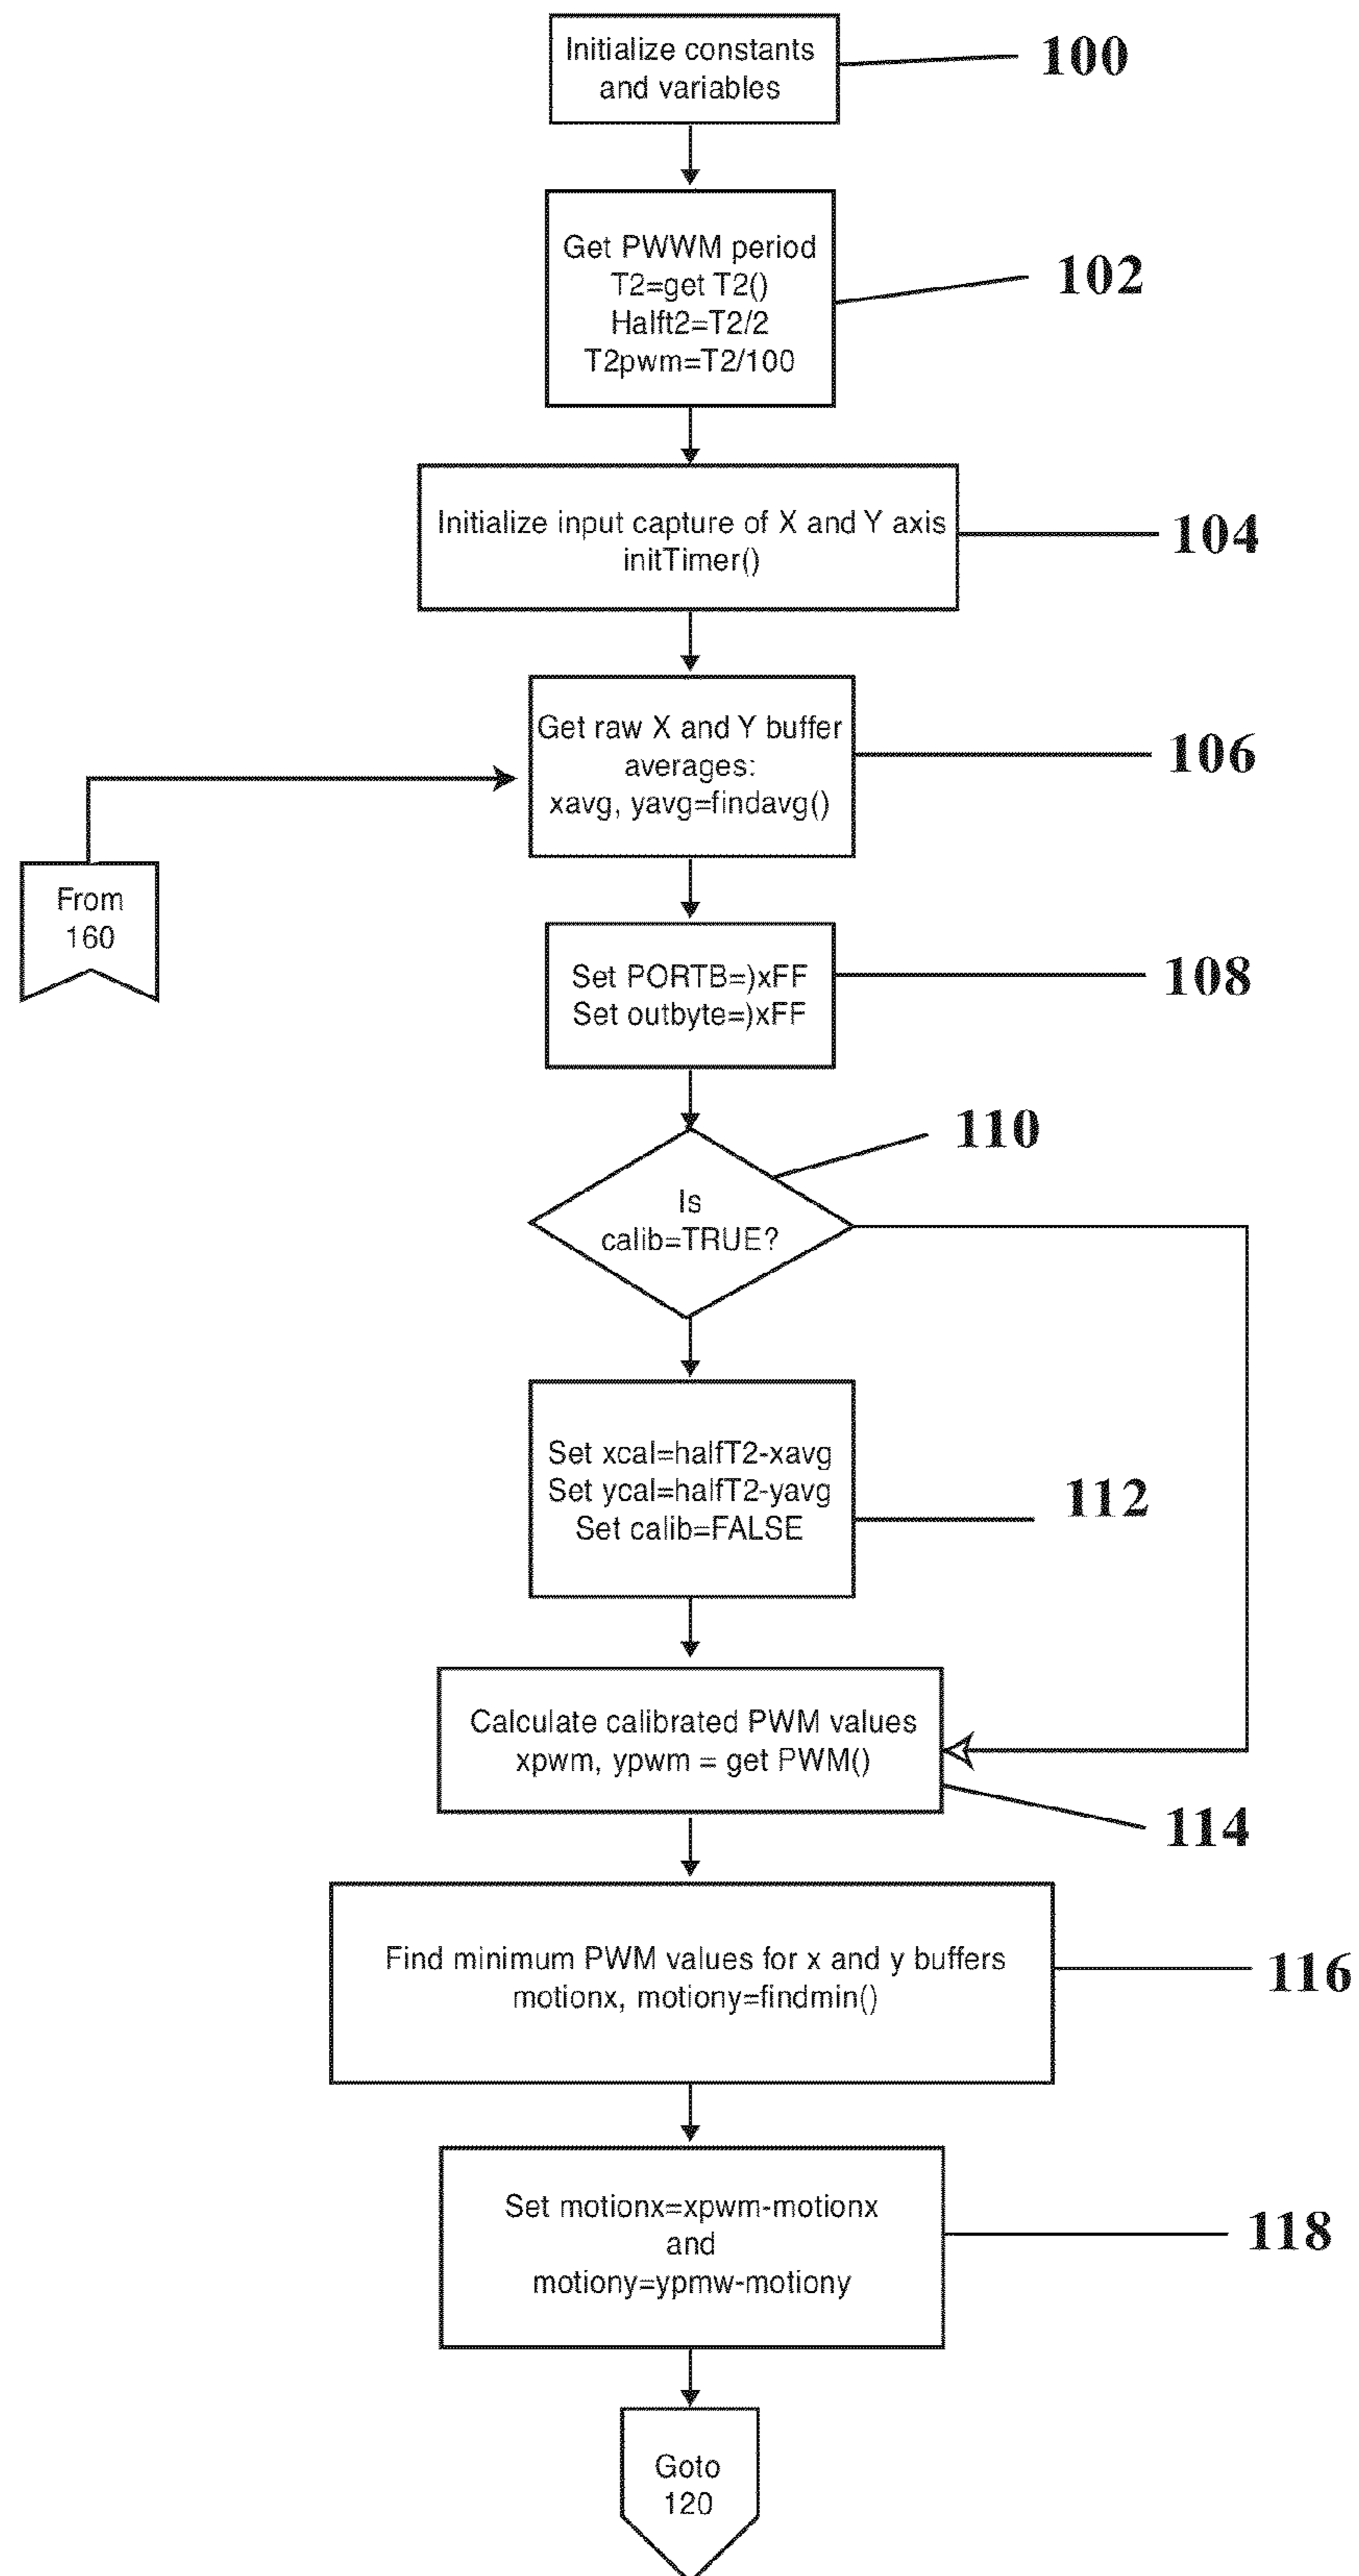 Initialize constants
and variables
100
Get PWWM period
T2=get T2()
Halft2=T2/2
T2pwm=T2/100
102
Initialize input capture of X and Y axis
initTimer()
104
Get raw X and Y buffer
averages:
xavg, yavg=findavg()
106
From
160
Set PORTB=)xFF
Set outbyte=)xFF
108
110
Is
calib=TRUE?
Set xcal=halfT2-xavg
Set ycal=halfT2-yavg
Set calib=FALSE
112
Calculate calibrated PWM values
xpwm, ypwm = get PWM()
114
Find minimum PWM values for x and y buffers
motionx, motiony=findmin()
116
Set motionx=xpwm-motionx
and
motiony=ypmw-motiony
118
Goto
120